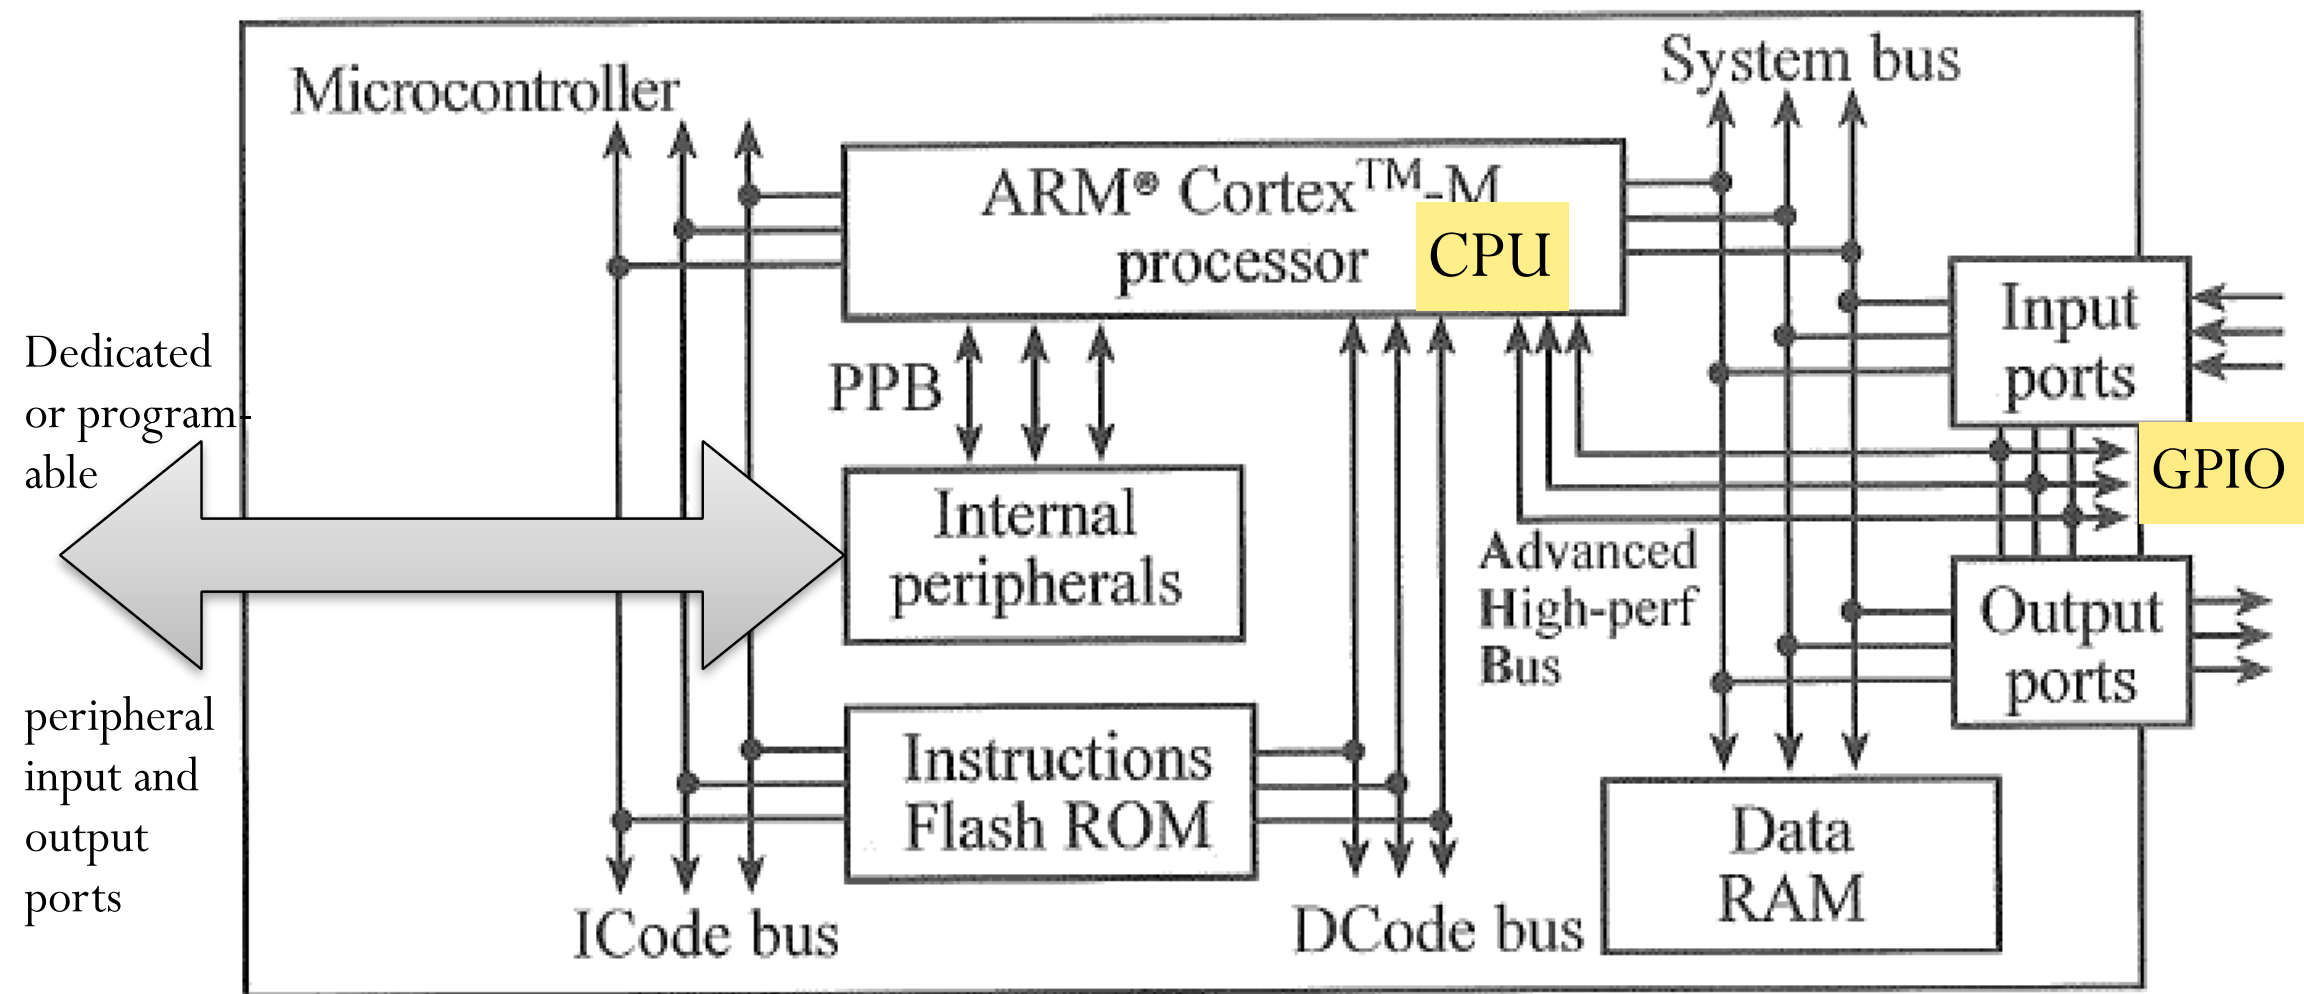 Microcontroller
System bus
ARM® Cortex™-M
processor
CPU
Input
ports
Dedicated
or program-
able
PPB
GPIO
Internal
peripherals
Advanced
High-perf
Bus
Output
ports
peripheral
input and
output
ports
Instructions
Flash ROM
Data
RAM
ICode bus
DCode bus